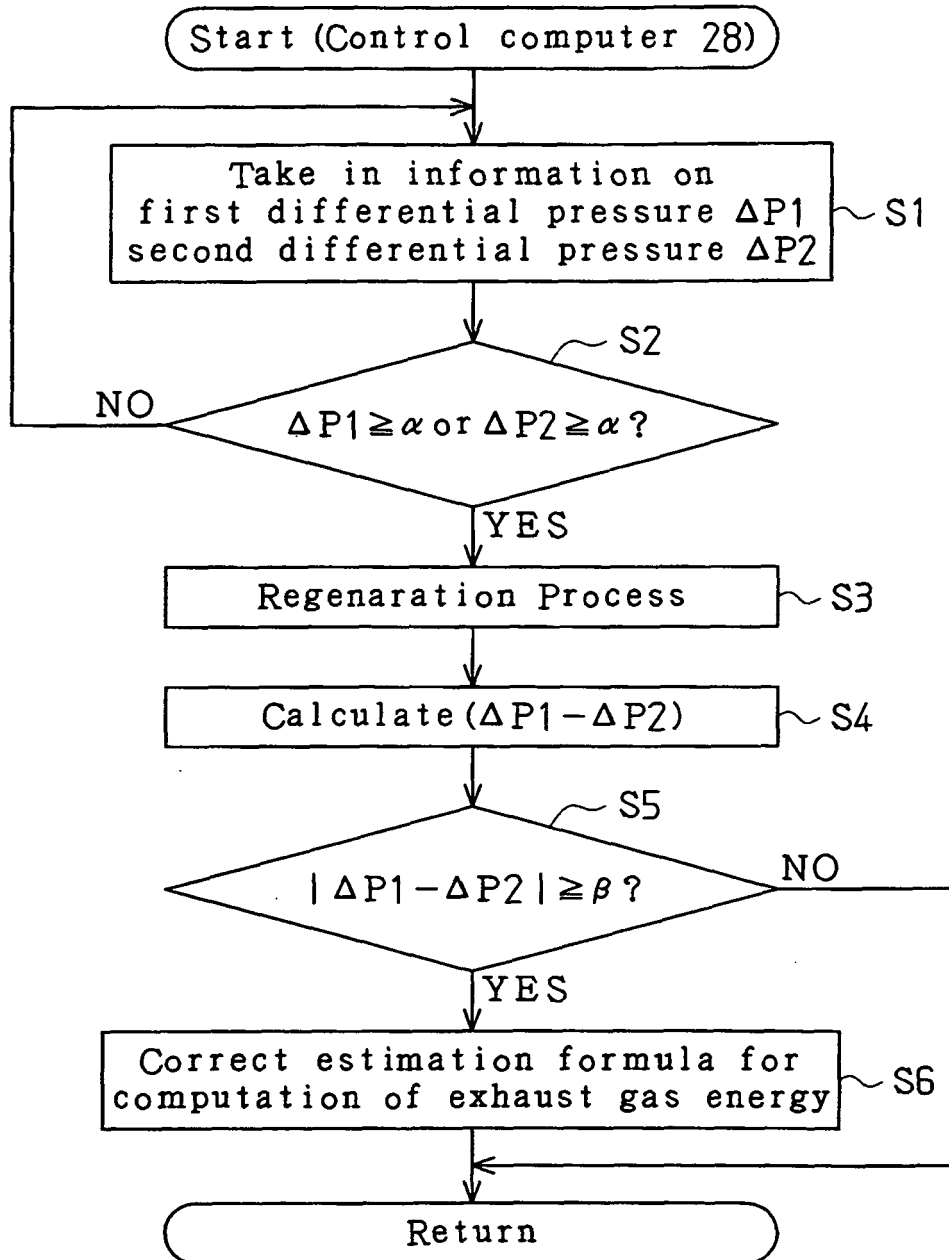 Start (Control computer 28)
Take in information on
first differential pressure ΔP1
second differential pressure ΔP2
S1
S2
NO
ΔP1≧α or ΔP2≧α?
YES
Regenaration Process
S3
Calculate (ΔP1−ΔP2)
S4
S5
NO
|ΔP1−ΔP2|≧β?
YES
Correct estimation formula for
computation of exhaust gas energy
S6
Return